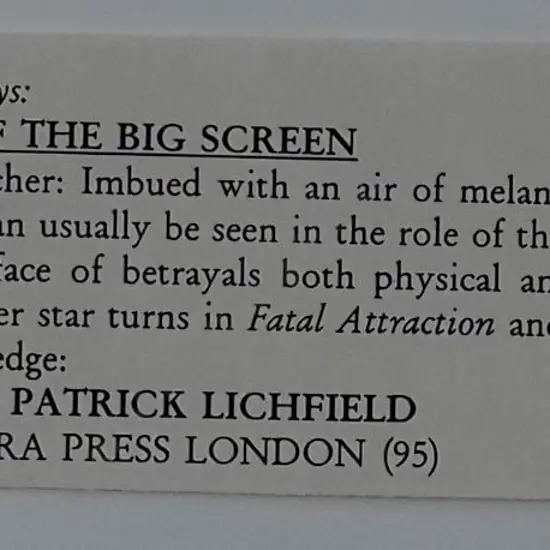 ys:
F THE BIG SCREEN
cher: Imbued with an air of melan
an usually be seen in the role of th
face of betrayals both physical an
er star turns in Fatal Attraction and
edge:
PATRICK LICHFIELD
RA PRESS LONDON (95)